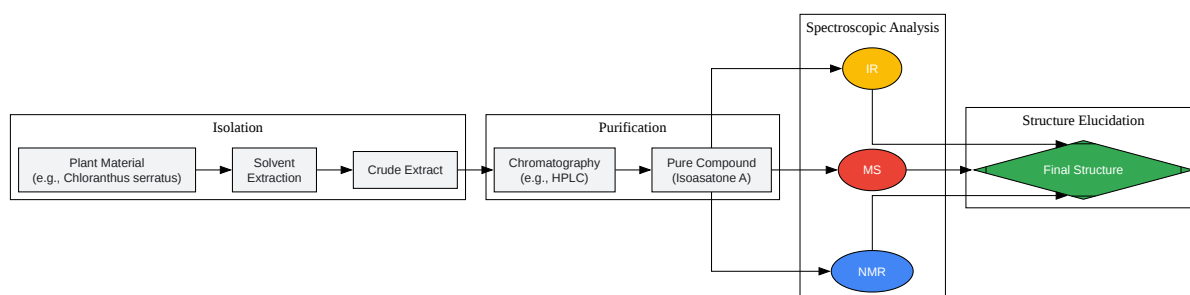 Isolation
Plant Material
(e.g., Chloranthus serratus)
Solvent
Extraction
Crude Extract
Purification
Chromatography
(e.g., HPLC)
Pure Compound
(Isoasatone A)
Spectroscopic Analysis
IR
MS
NMR
Structure Elucidation
Final Structure